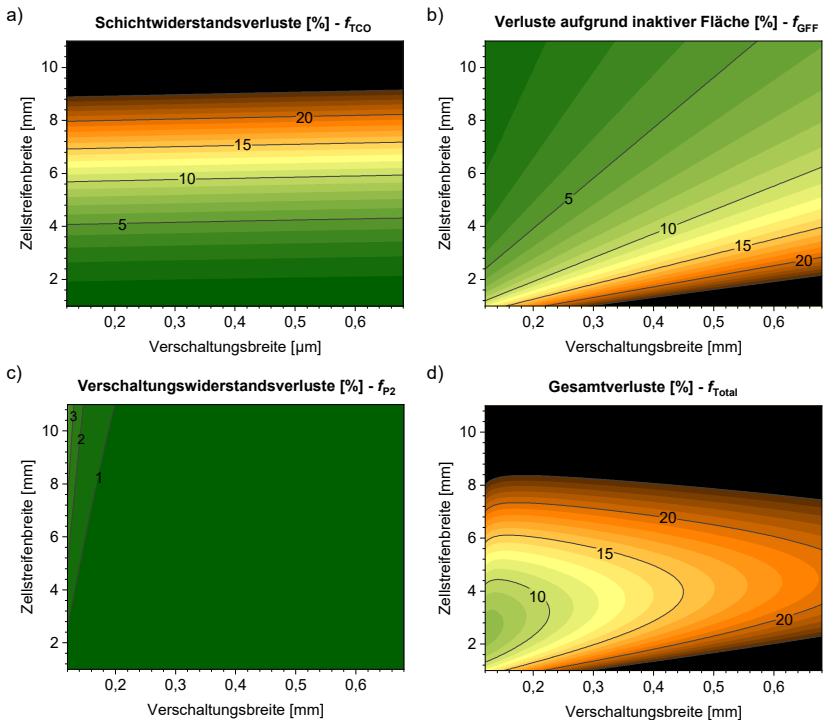 a)
Schichtwiderstandsverluste [%] - fTCO
Zellstreifenbreite [mm]
10
8
6
4
2
20
15
10
5
0,2 0,3 0,4 0,5 0,6
Verschaltungsbreite [µm]
b)
Verluste aufgrund inaktiver Fläche [%] - fGFF
Zellstreifenbreite [mm]
10
8
6
4
2
5
10
15
20
0,2 0,3 0,4 0,5 0,6
Verschaltungsbreite [mm]
c)
Verschaltungswiderstandsverluste [%] - fP2
Zellstreifenbreite [mm]
10
8
6
4
2
3
2
1
0,2 0,3 0,4 0,5 0,6
Verschaltungsbreite [mm]
d)
Gesamtverluste [%] - fTotal
Zellstreifenbreite [mm]
10
8
6
4
2
20
15
10
20
0,2 0,3 0,4 0,5 0,6
Verschaltungsbreite [mm]